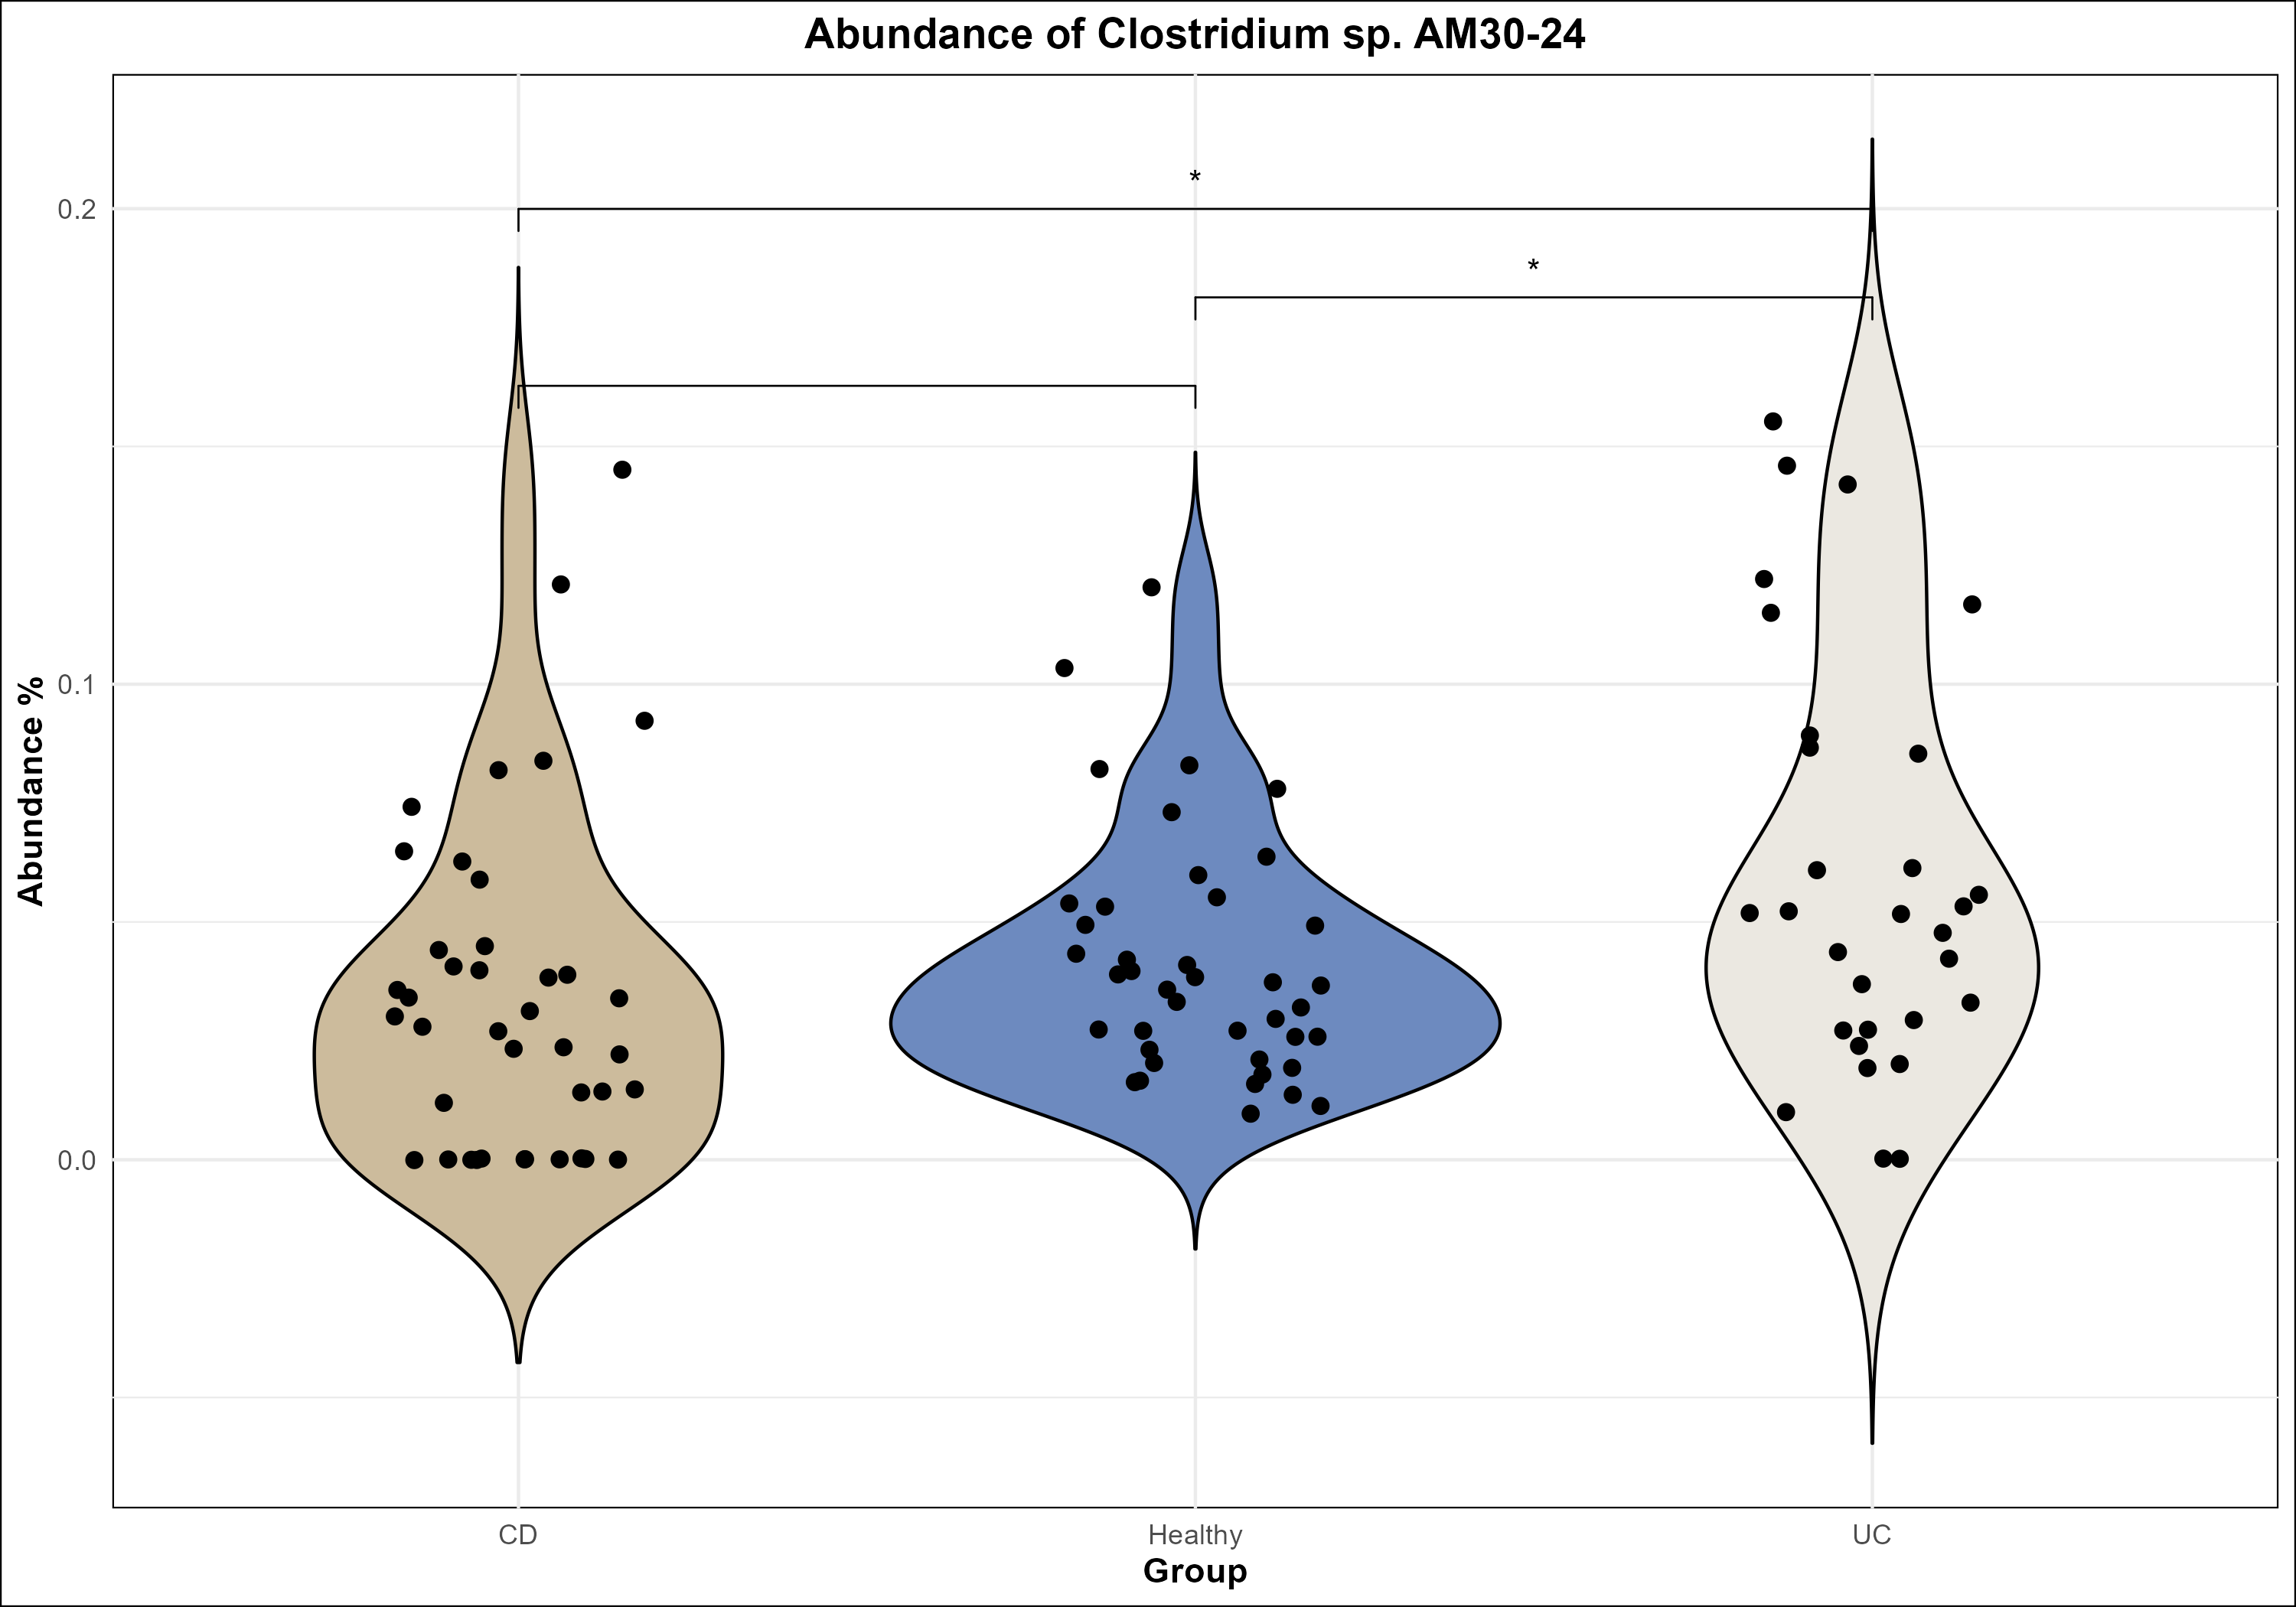 Abundance of Clostridium sp. AM30-24
Abundance %
0.2
0.1
0.0
*
*
CD
Healthy
UC
Group